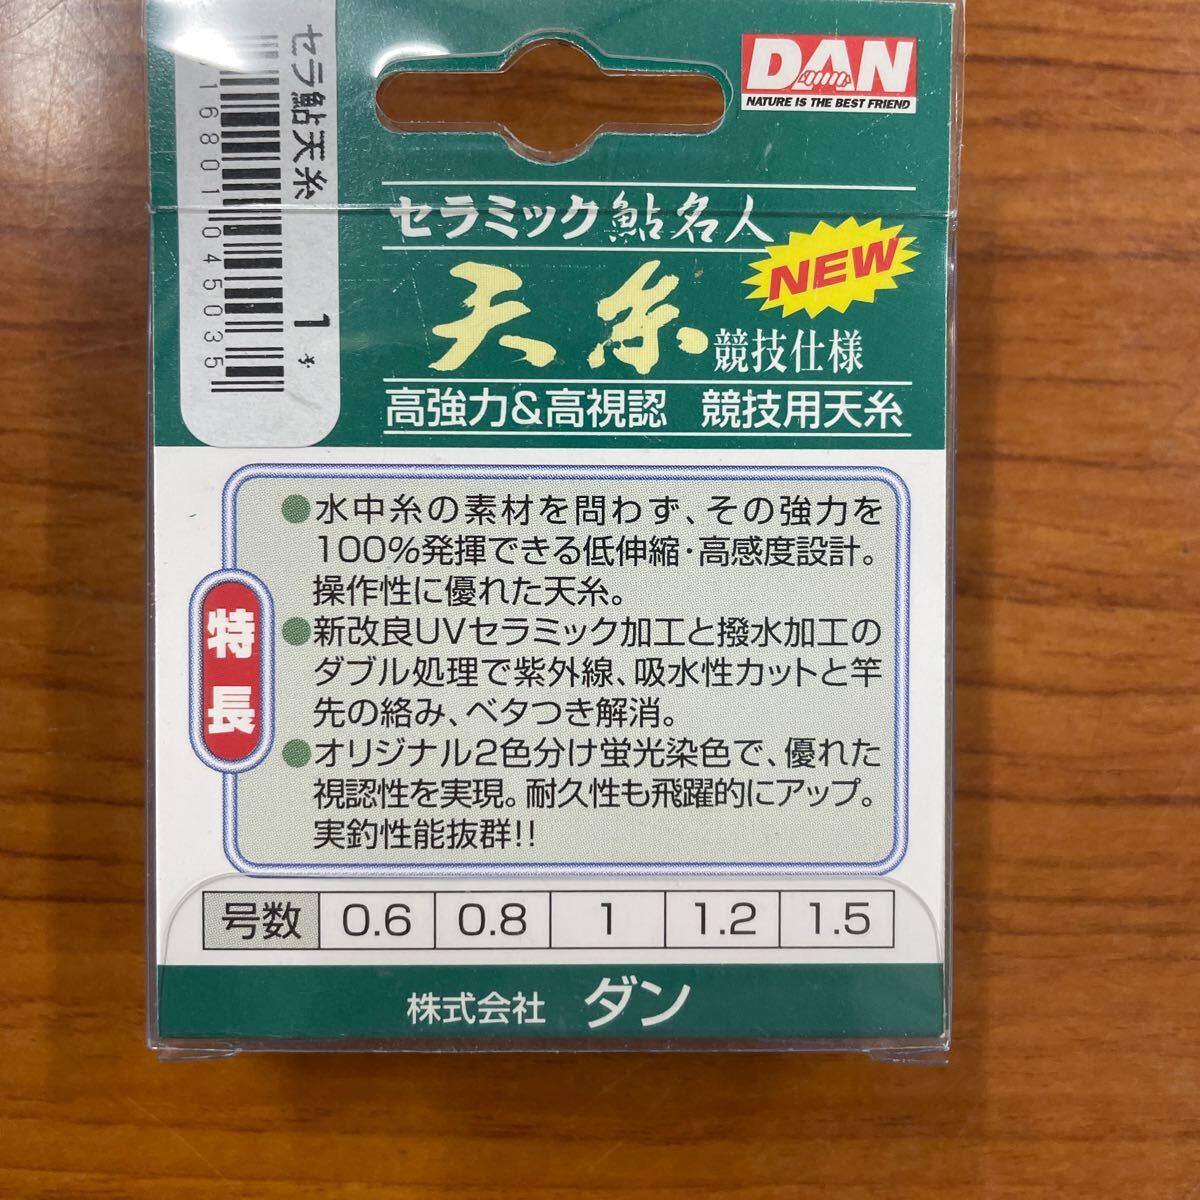 DAN
NATURE IS THE BEST FRIEND
セラ鮎天糸
1号
16801045035
セラミック鮎名人
NEW
天糸 競技仕様
高強力&高視認 競技用天糸
特長
●水中糸の素材を問わず、その強力を
100%発揮できる低伸縮・高感度設計。
操作性に優れた天糸。
●新改良UVセラミック加工と撥水加工の
ダブル処理で紫外線、吸水性カットと竿
先の絡み、ベタつき解消。
●オリジナル2色分け蛍光染色で、優れた
視認性を実現。耐久性も飛躍的にアップ。
実釣性能抜群!!
号数 0.6 0.8 1 1.2 1.5
株式会社 ダン